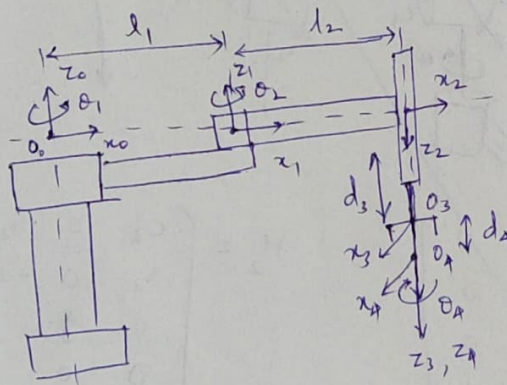 l₁
l₂
z₀
θ₁
z₁
θ₂
x₂
o₀
x₀
x₁
z₂
d₃
o₃
d₄
x₃
o₄
x₄
θ₄
z₃, z₄